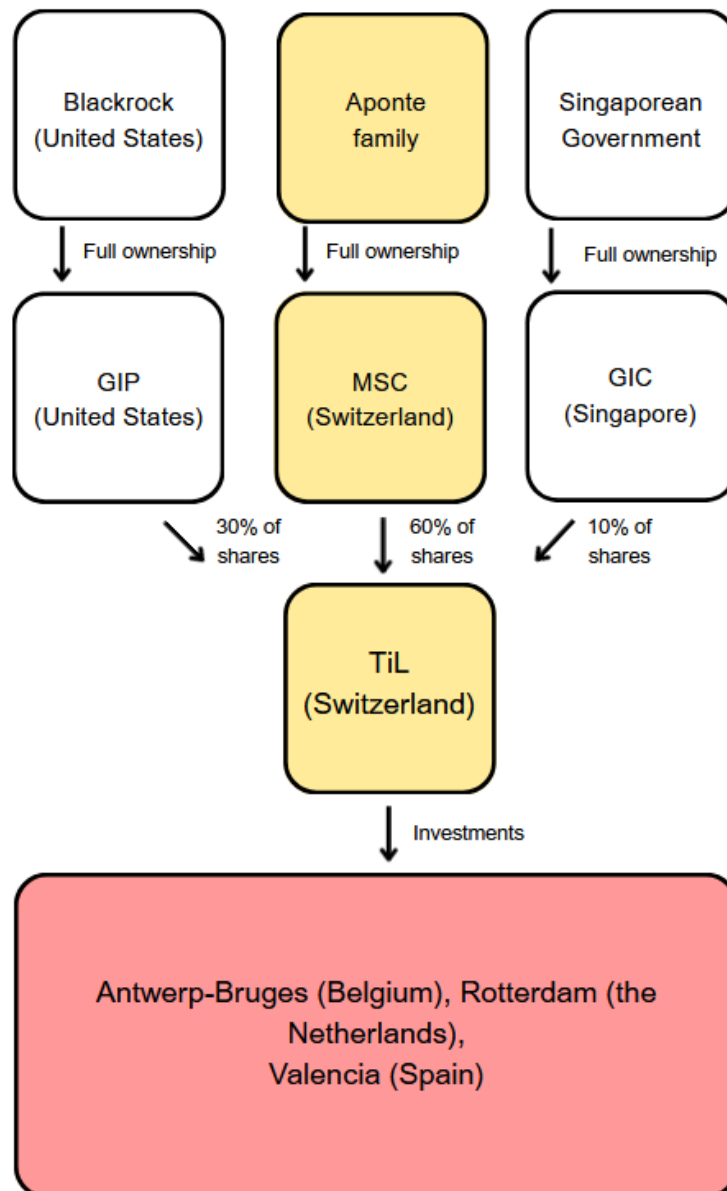 Blackrock
(United States)
Aponte
family
Singaporean
Government
Full ownership
Full ownership
Full ownership
GIP
(United States)
MSC
(Switzerland)
GIC
(Singapore)
30% of
shares
60% of
shares
10% of
shares
TiL
(Switzerland)
Investments
Antwerp-Bruges (Belgium), Rotterdam (the
Netherlands),
Valencia (Spain)